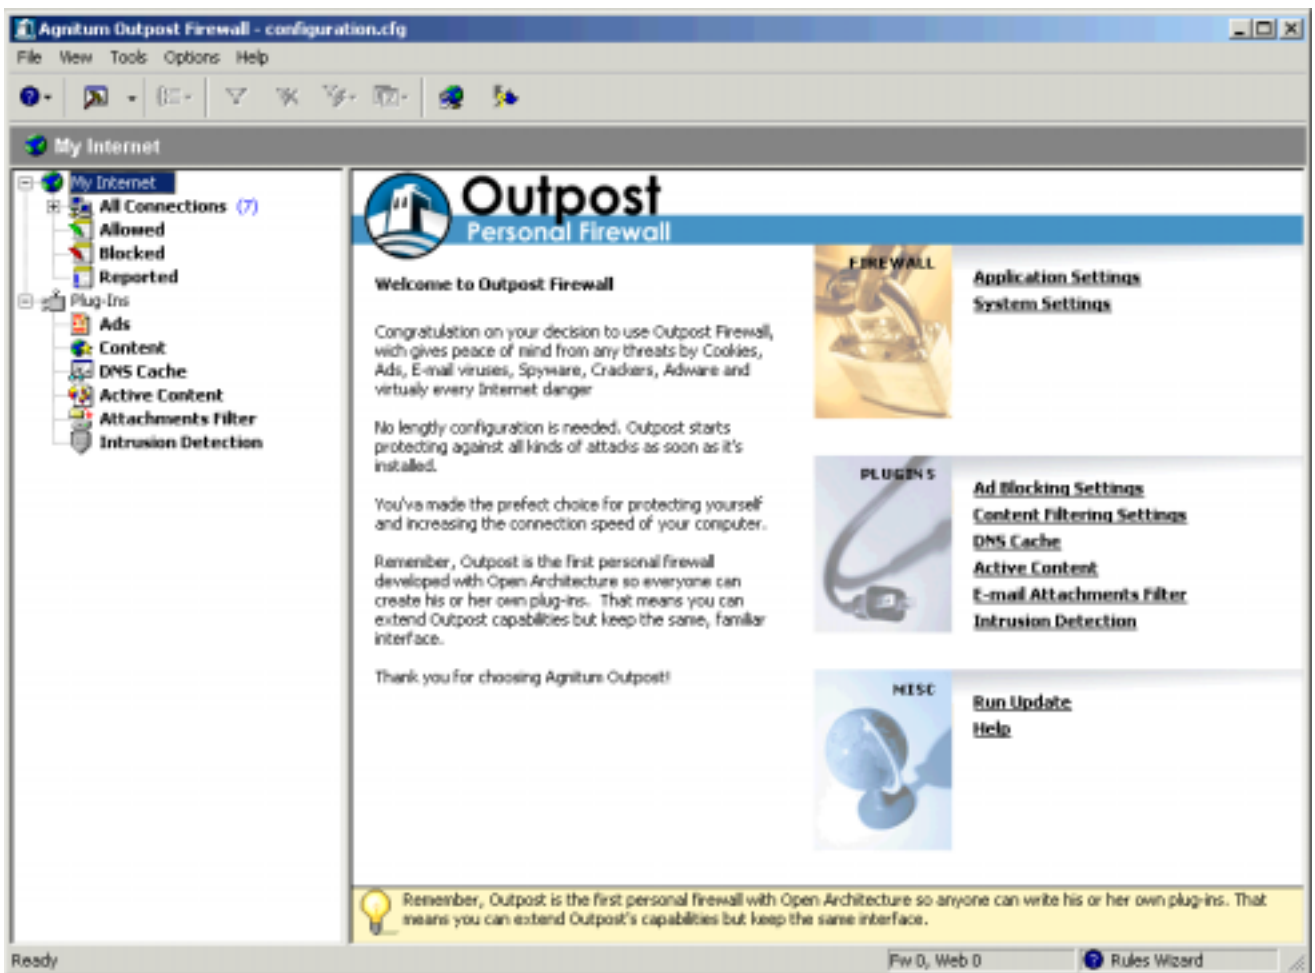 Agnitum Outpost Firewall - configuration.cfg
File View Tools Options Help
My Internet
My Internet
All Connections (7)
Allowed
Blocked
Reported
Plug-Ins
Ads
Content
DNS Cache
Active Content
Attachments Filter
Intrusion Detection
Outpost
Personal Firewall
Welcome to Outpost Firewall
Congratulation on your decision to use Outpost Firewall,
wich gives peace of mind from any threats by Cookies,
Ads, E-mail viruses, Spyware, Crackers, Adware and
virtualy every Internet danger
No lengtly configuration is needed. Outpost starts
protecting against all kinds of attacks as soon as it's
installed.
You'va made the prefect choice for protecting yourself
and increasing the connection speed of your computer.
Remember, Outpost is the first personal firewall
developed with Open Architecture so everyone can
create his or her own plug-ins. That means you can
extend Outpost capabilities but keep the same, familiar
interface.
Thank you for choosing Agnitum Outpost!
FIREWALL
Application Settings
System Settings
PLUGINS
Ad Blocking Settings
Content Filtering Settings
DNS Cache
Active Content
E-mail Attachments Filter
Intrusion Detection
MISC
Run Update
Help
Remember, Outpost is the first personal firewall with Open Architecture so anyone can write his or her own plug-ins. That
means you can extend Outpost's capabilities but keep the same interface.
Ready
Fw 0, Web 0
Rules Wizard